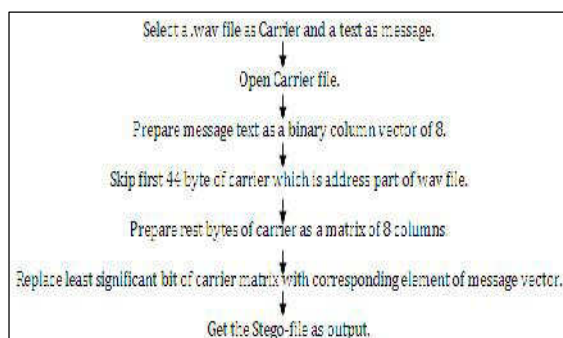 Select a .wav file as Carrier and a text as message.
Open Carrier file.
Prepare message text as a binary column vector of 8.
Skip first 44 byte of carrier which is address part of wav file.
Prepare rest bytes of carrier as a matrix of 8 columns
Replace least significant bit of carrier matrix with corresponding element of message vector.
Get the Stego-file as output.